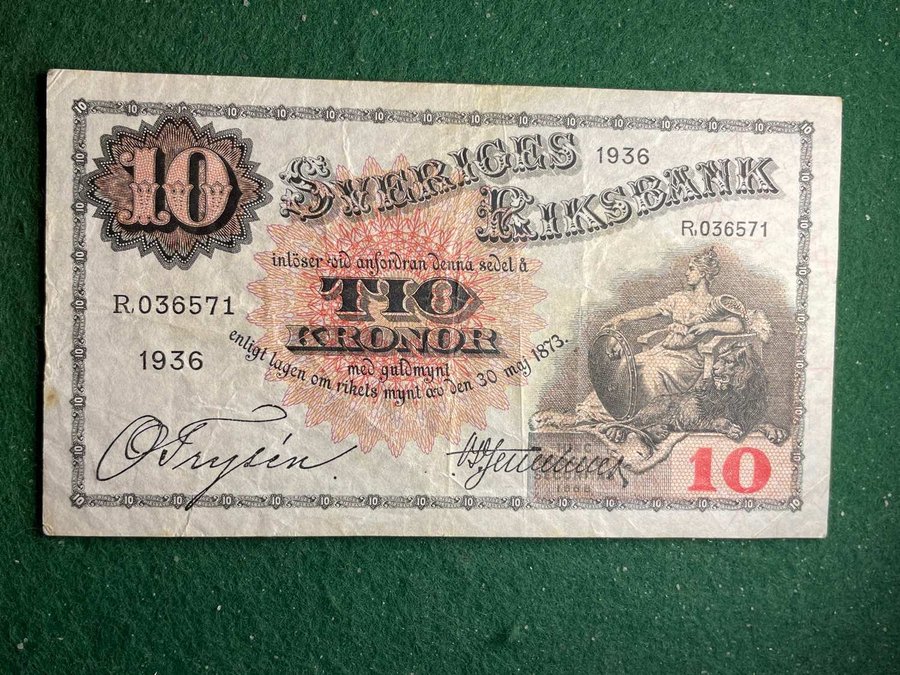 10
SVERIGES 1936
RIKSBANK
R,036571
inlöser vid anfordran denna sedel å
TIO
R,036571
KRONOR
1936
med guldmynt
enligt lagen om rikets mynt av den 30 maj 1873.
O Frysén
10